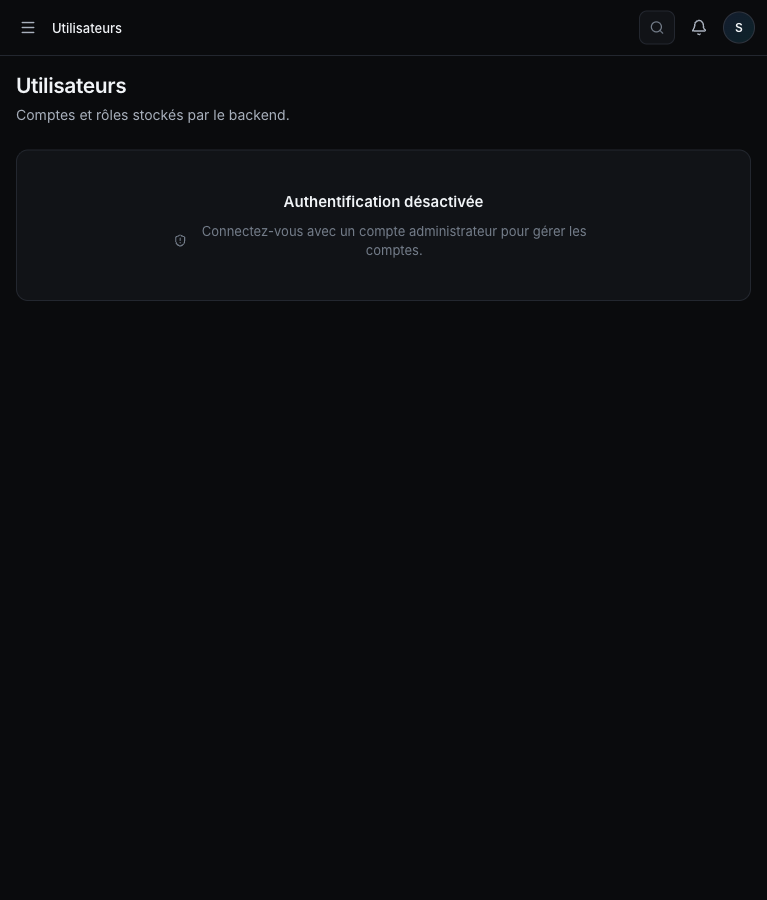 Utilisateurs
S
Utilisateurs
Comptes et rôles stockés par le backend.
Authentification désactivée
Connectez-vous avec un compte administrateur pour gérer les
comptes.